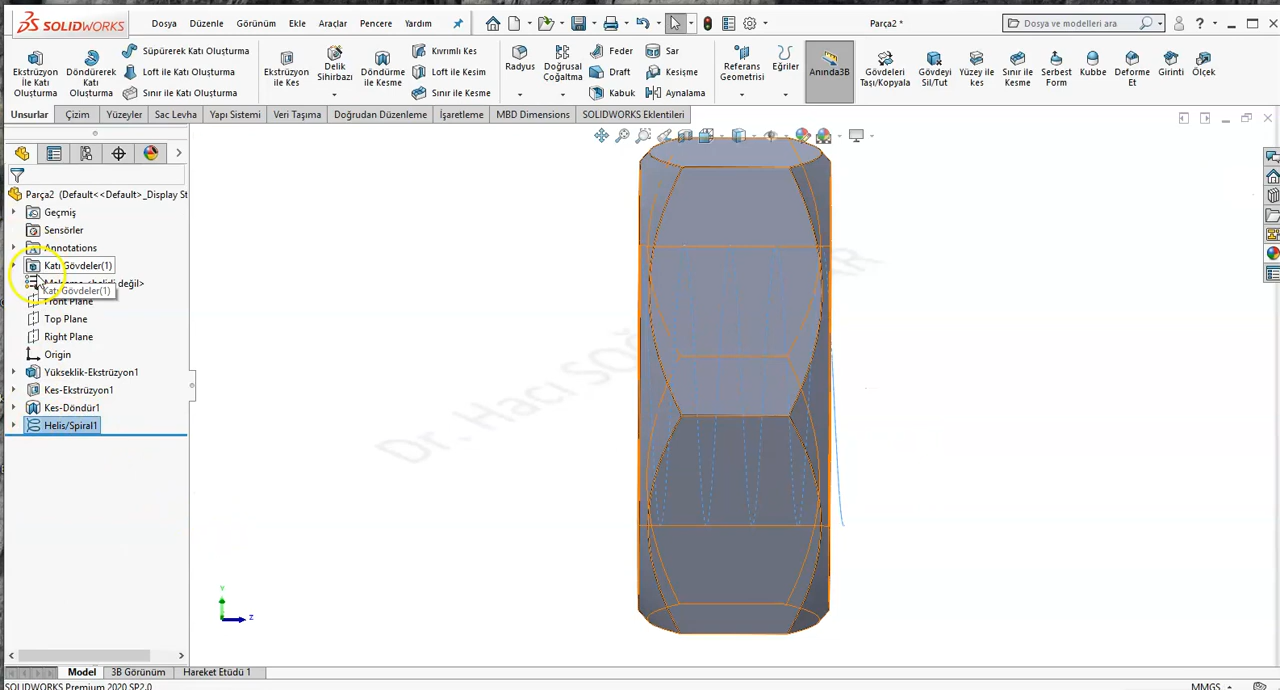 SOLIDWORKS Dosya Düzenle Görünüm Ekle Araçlar Pencere Yardım Parça2 * Dosya ve modelleri ara
Ekstrüzyon İle Katı Oluşturma
Döndürerek Katı Oluşturma
Süpürerek Katı Oluşturma
Loft ile Katı Oluşturma
Sınır ile Katı Oluşturma
Ekstrüzyon ile Kes
Delik Sihirbazı
Döndürme ile Kesme
Kıvrımlı Kes
Loft ile Kesim
Sınır ile Kesme
Radyus
Doğrusal Çoğaltma
Feder
Draft
Kabuk
Sar
Kesişme
Aynalama
Referans Geometrisi
Eğriler
Anında3B
Gövdeleri Taşı/Kopyala
Gövdeyi Sil/Tut
Yüzey ile kes
Sınır ile Kesme
Serbest Form
Kubbe
Deforme Et
Girinti
Ölçek
Unsurlar Çizim Yüzeyler Sac Levha Yapı Sistemi Veri Taşıma Doğrudan Düzenleme İşaretleme MBD Dimensions SOLIDWORKS Eklentileri
Parça2 (Default<<Default>_Display St
Geçmiş
Sensörler
Annotations
Katı Gövdeler(1)
değil>
Katı Gövdeler(1)
Front Plane
Top Plane
Right Plane
Origin
Yükseklik-Ekstrüzyon1
Kes-Ekstrüzyon1
Kes-Döndür1
Helis/Spiral1
Dr. Hacı
Y
Z
Model 3B Görünüm Hareket Etüdü 1
SOLIDWORKS Premium 2020 SP2.0 MMGS